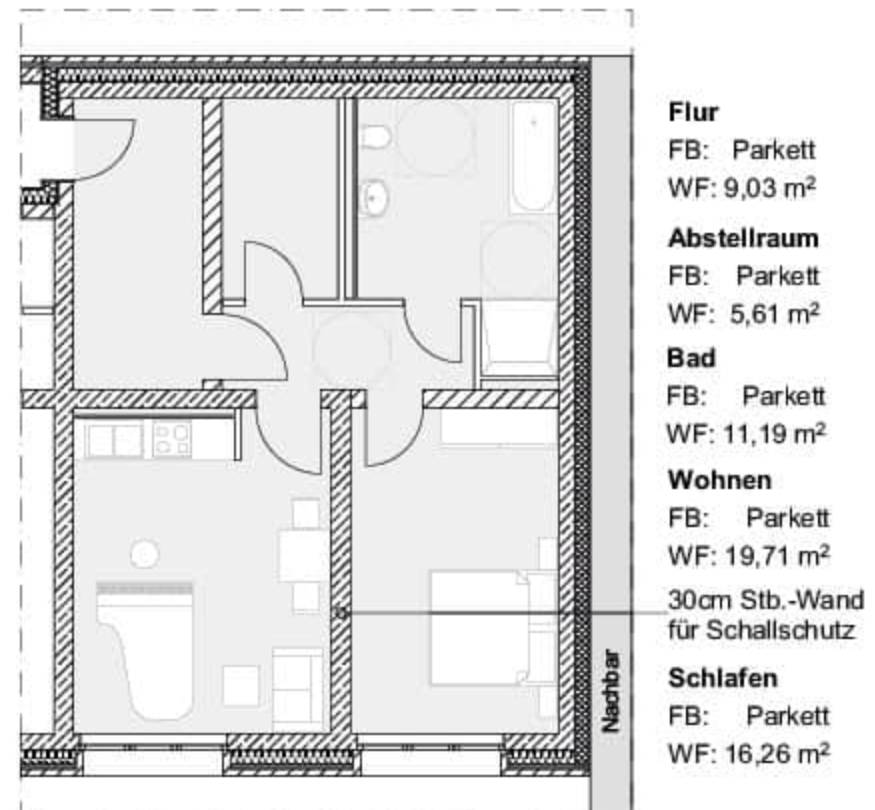 Flur
FB: Parkett
WF: 9,03 m²
Abstellraum
FB: Parkett
WF: 5,61 m²
Bad
FB: Parkett
WF: 11,19 m²
Wohnen
FB: Parkett
WF: 19,71 m²
30cm Stb.-Wand
für Schallschutz
Schlafen
FB: Parkett
WF: 16,26 m²
Nachbar